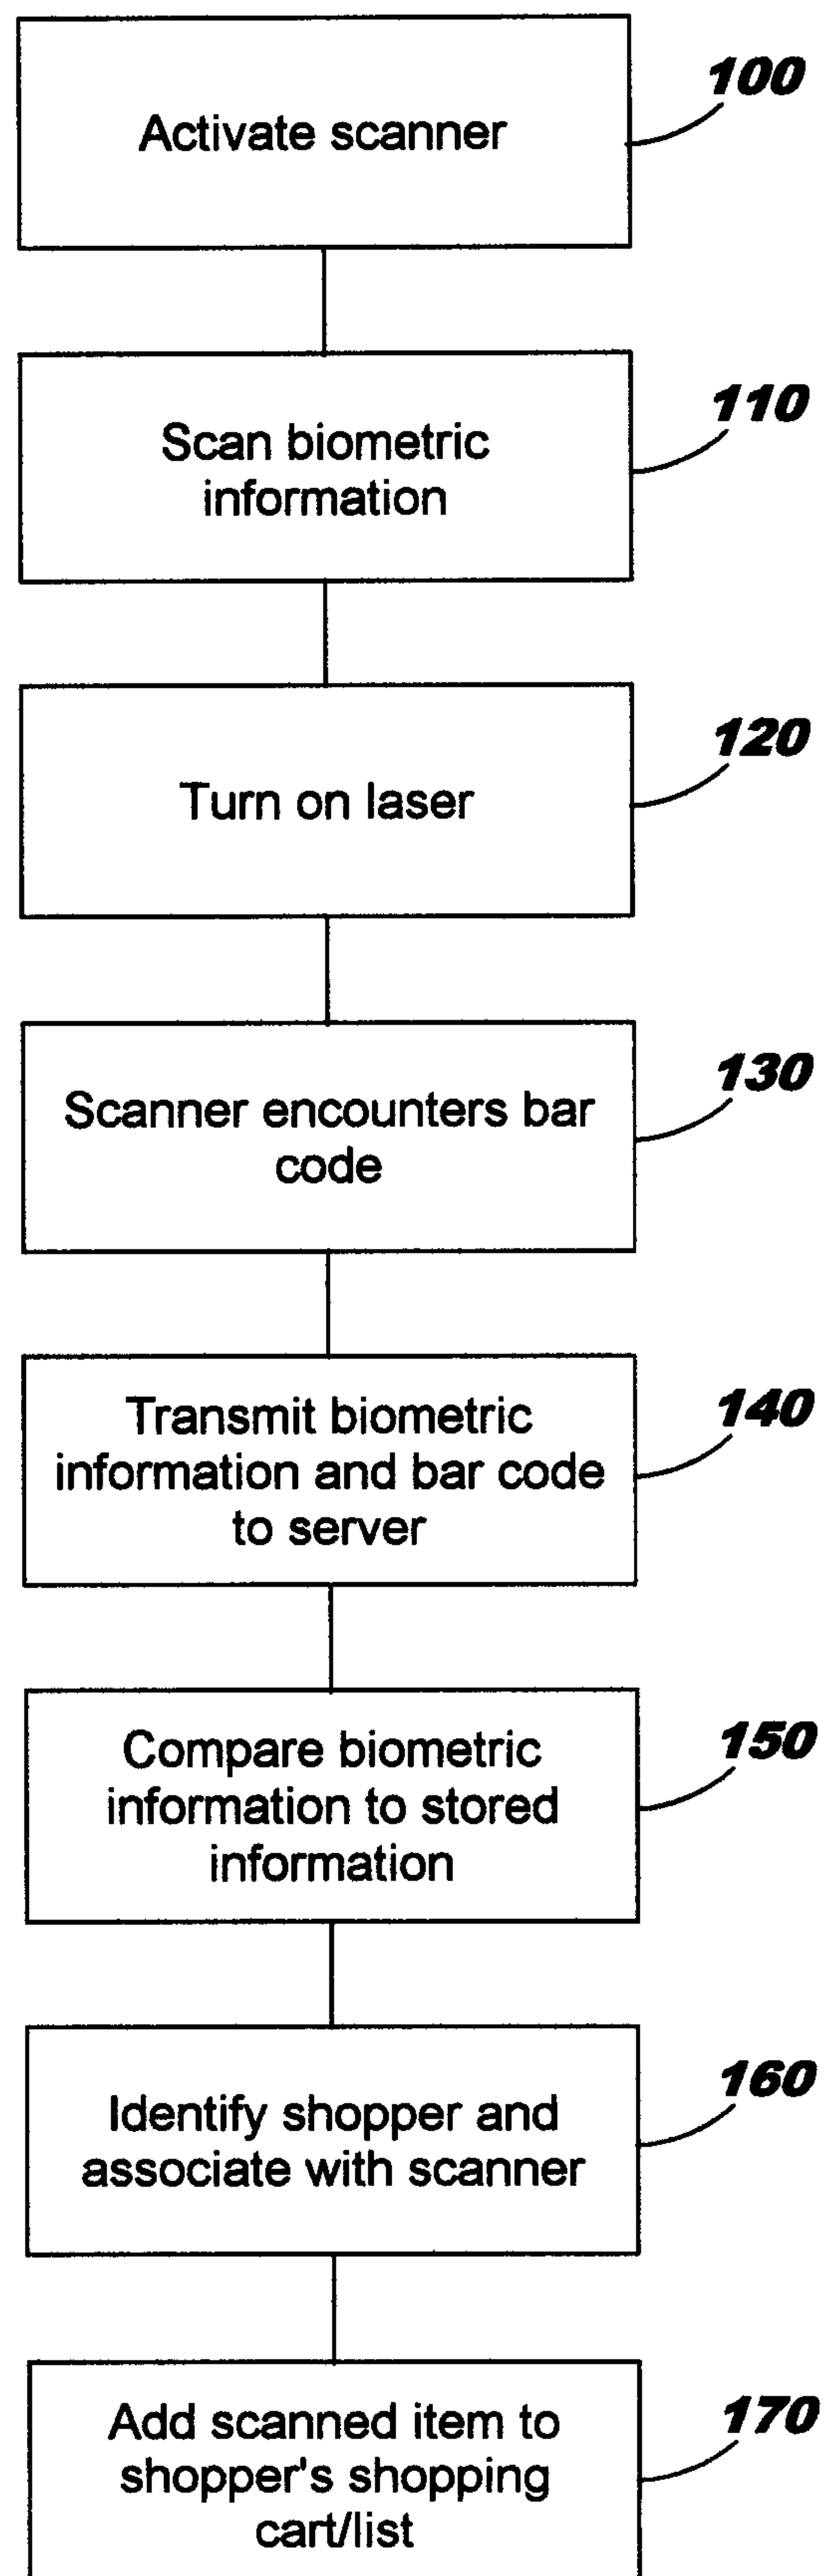 Activate scanner
100
Scan biometric
information
110
Turn on laser
120
Scanner encounters bar
code
130
Transmit biometric
information and bar code
to server
140
Compare biometric
information to stored
information
150
Identify shopper and
associate with scanner
160
Add scanned item to
shopper's shopping
cart/list
170